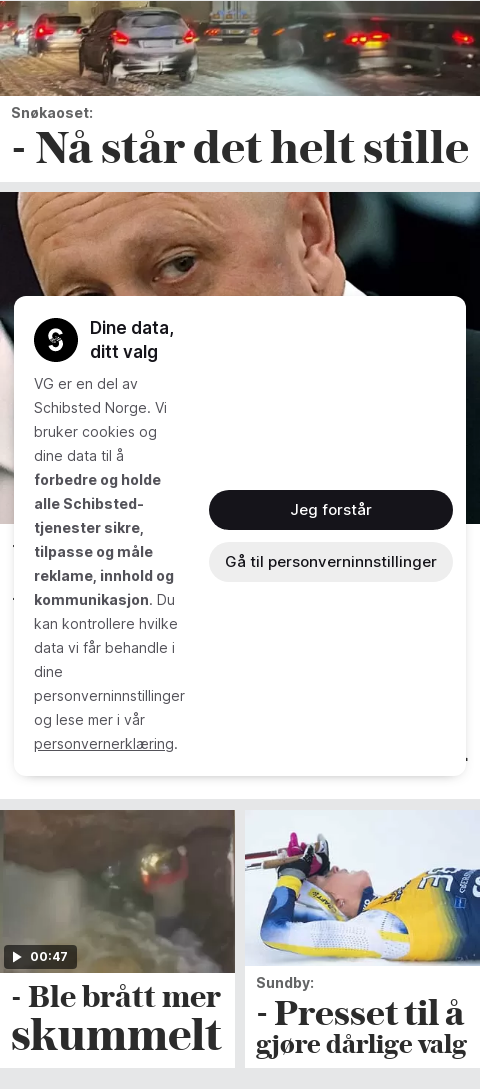 Snøkaoset:
- Nå står det helt stille
Dine data,
ditt valg
VG er en del av
Schibsted Norge. Vi
bruker cookies og
dine data til å
forbedre og holde
alle Schibsted-
tjenester sikre,
tilpasse og måle
reklame, innhold og
kommunikasjon. Du
kan kontrollere hvilke
data vi får behandle i
dine
personverninnstillinger
og lese mer i vår
personvernerklæring.
Jeg forstår
Gå til personverninnstillinger
00:47
- Ble brått mer
skummelt
Sundby:
- Presset til å
gjøre dårlige valg